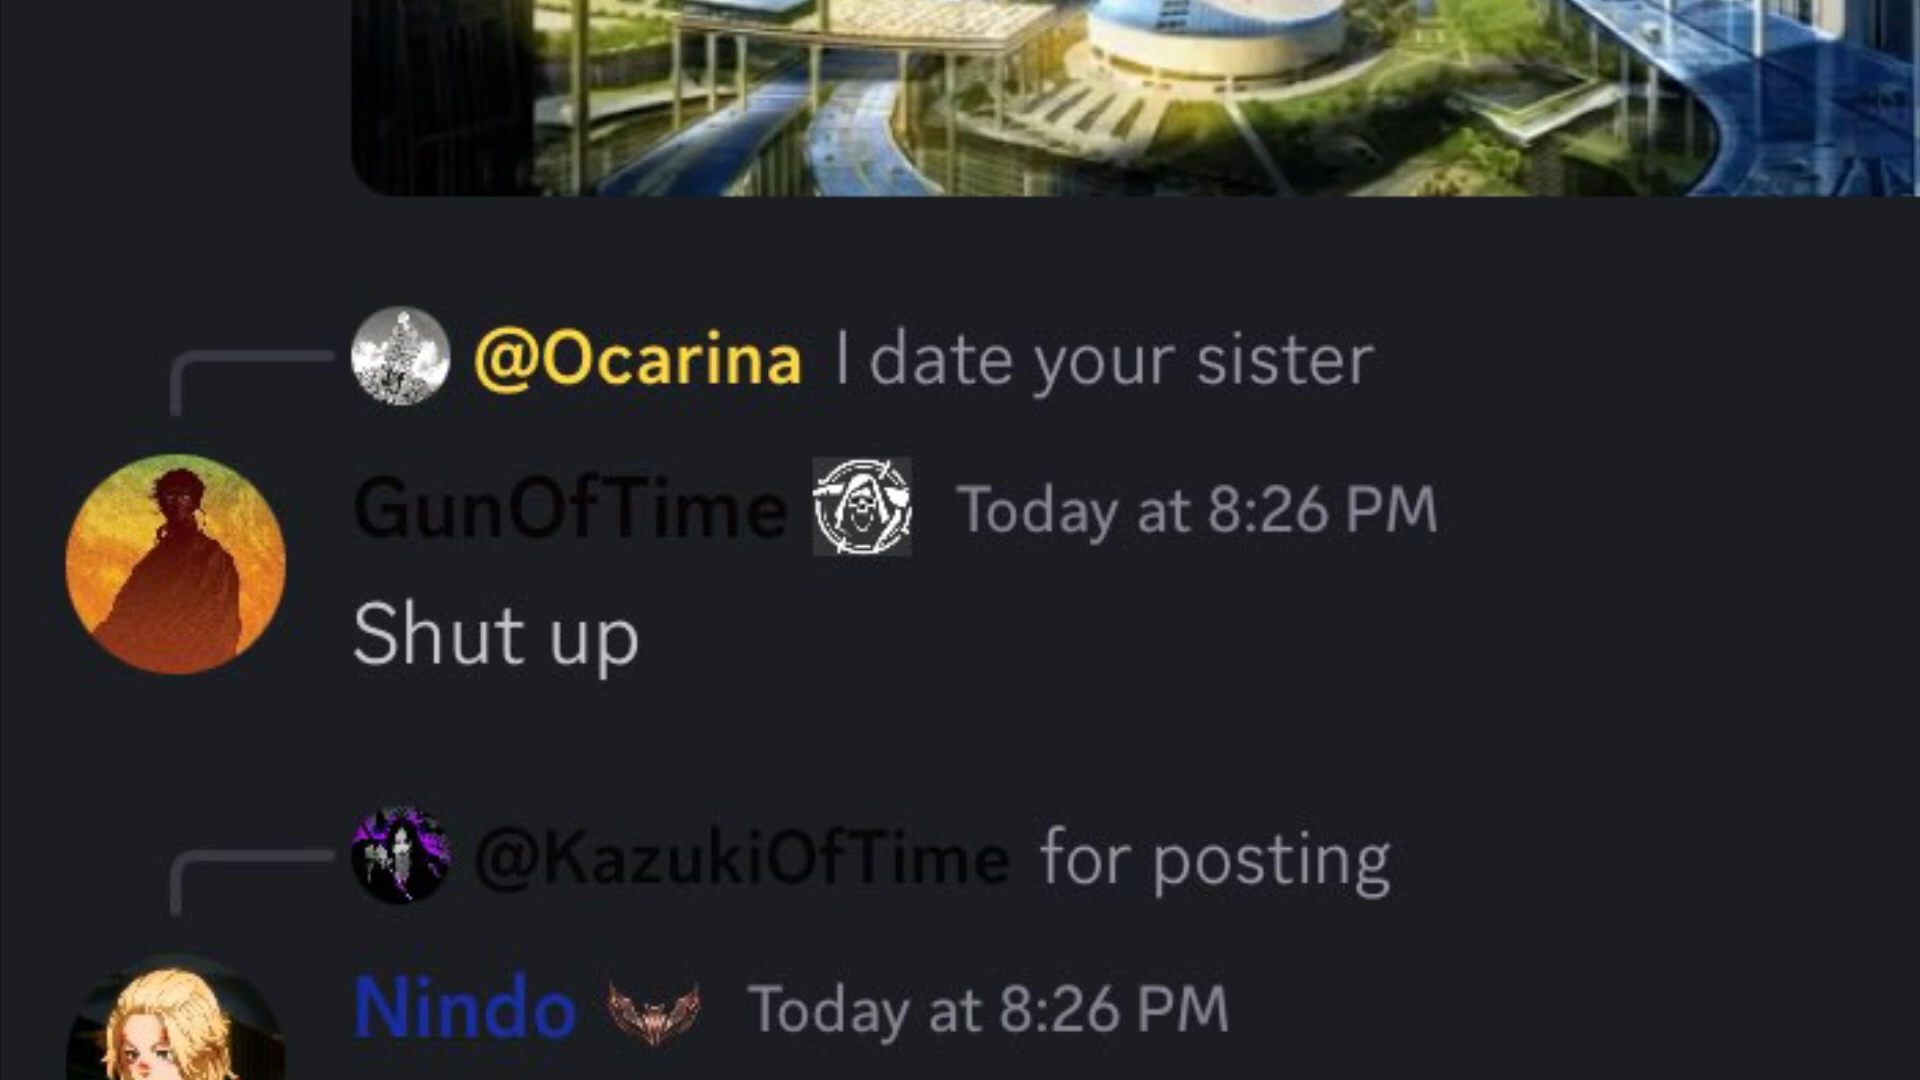 @Ocarina I date your sister
GunOfTime Today at 8:26 PM
Shut up
@KazukiOfTime for posting
Nindo Today at 8:26 PM